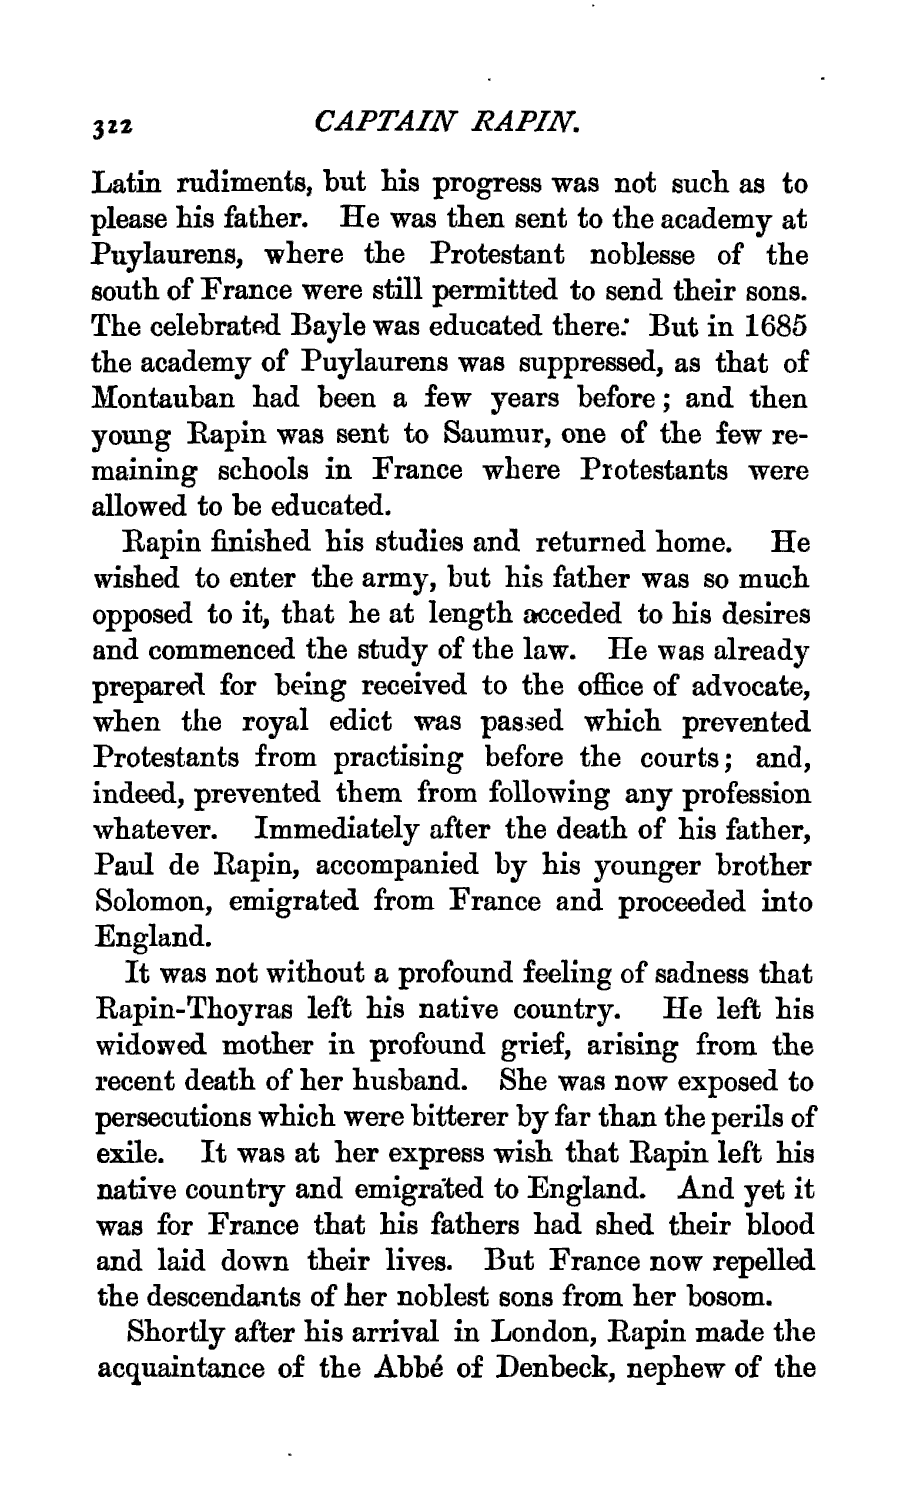 322 CAPTAIN RAPIN.
Latin rudiments, but his progress was not such as to
please his father. He was then sent to the academy at
Puylaurens, where the Protestant noblesse of the
south of France were still permitted to send their sons.
The celebrated Bayle was educated there. But in 1685
the academy of Puylaurens was suppressed, as that of
Montauban had been a few years before; and then
young Rapin was sent to Saumur, one of the few re-
maining schools in France where Protestants were
allowed to be educated.
Rapin finished his studies and returned home. He
wished to enter the army, but his father was so much
opposed to it, that he at length acceded to his desires
and commenced the study of the law. He was already
prepared for being received to the office of advocate,
when the royal edict was passed which prevented
Protestants from practising before the courts; and,
indeed, prevented them from following any profession
whatever. Immediately after the death of his father,
Paul de Rapin, accompanied by his younger brother
Solomon, emigrated from France and proceeded into
England.
It was not without a profound feeling of sadness that
Rapin-Thoyras left his native country. He left his
widowed mother in profound grief, arising from the
recent death of her husband. She was now exposed to
persecutions which were bitterer by far than the perils of
exile. It was at her express wish that Rapin left his
native country and emigrated to England. And yet it
was for France that his fathers had shed their blood
and laid down their lives. But France now repelled
the descendants of her noblest sons from her bosom.
Shortly after his arrival in London, Rapin made the
acquaintance of the Abbé of Denbeck, nephew of the